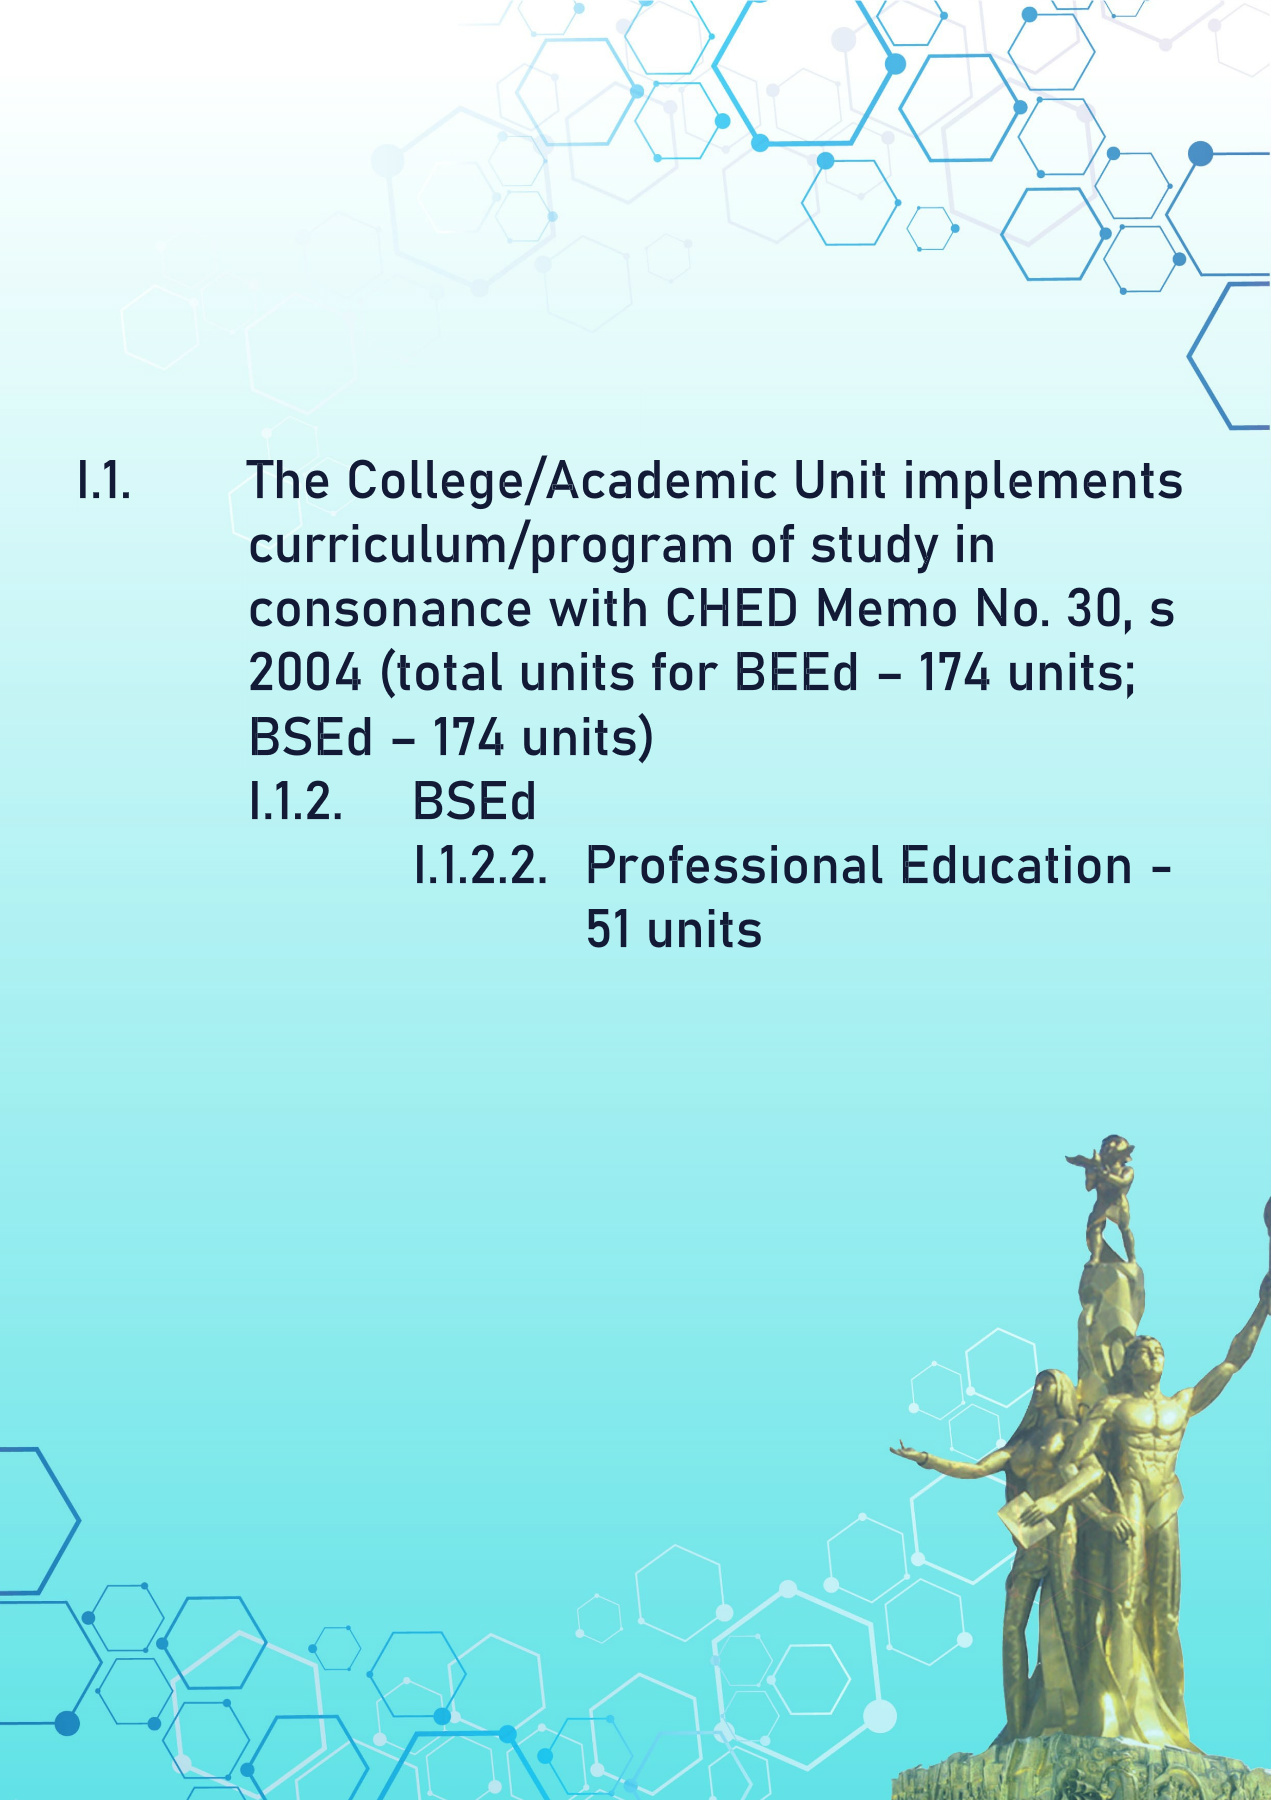 I.1. The College/Academic Unit implements
curriculum/program of study in
consonance with CHED Memo No. 30, s
2004 (total units for BEEd – 174 units;
BSEd – 174 units)
I.1.2. BSEd
I.1.2.2. Professional Education -
51 units